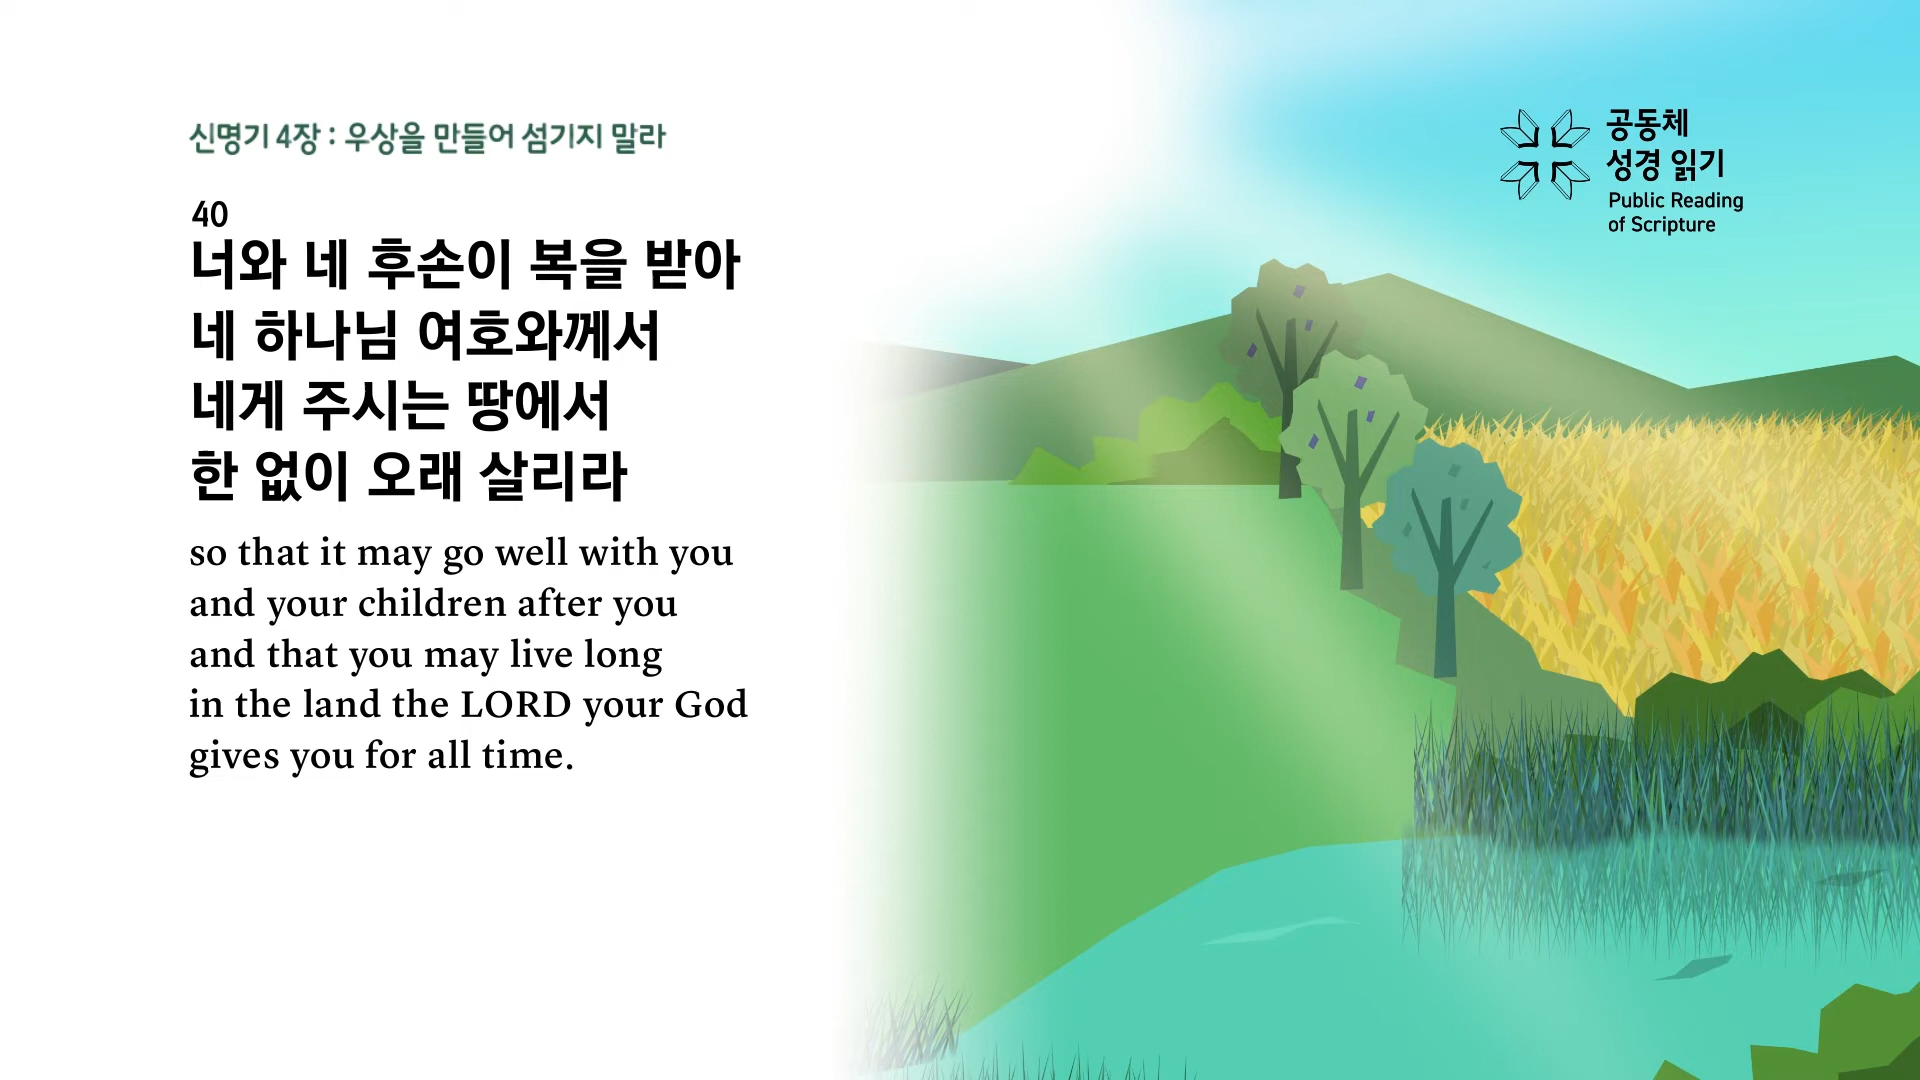 신명기 4장 : 우상을 만들어 섬기지 말라
40
너와 네 후손이 복을 받아
네 하나님 여호와께서
네게 주시는 땅에서
한 없이 오래 살리라
so that it may go well with you
and your children after you
and that you may live long
in the land the LORD your God
gives you for all time.
공동체
성경 읽기
Public Reading
of Scripture